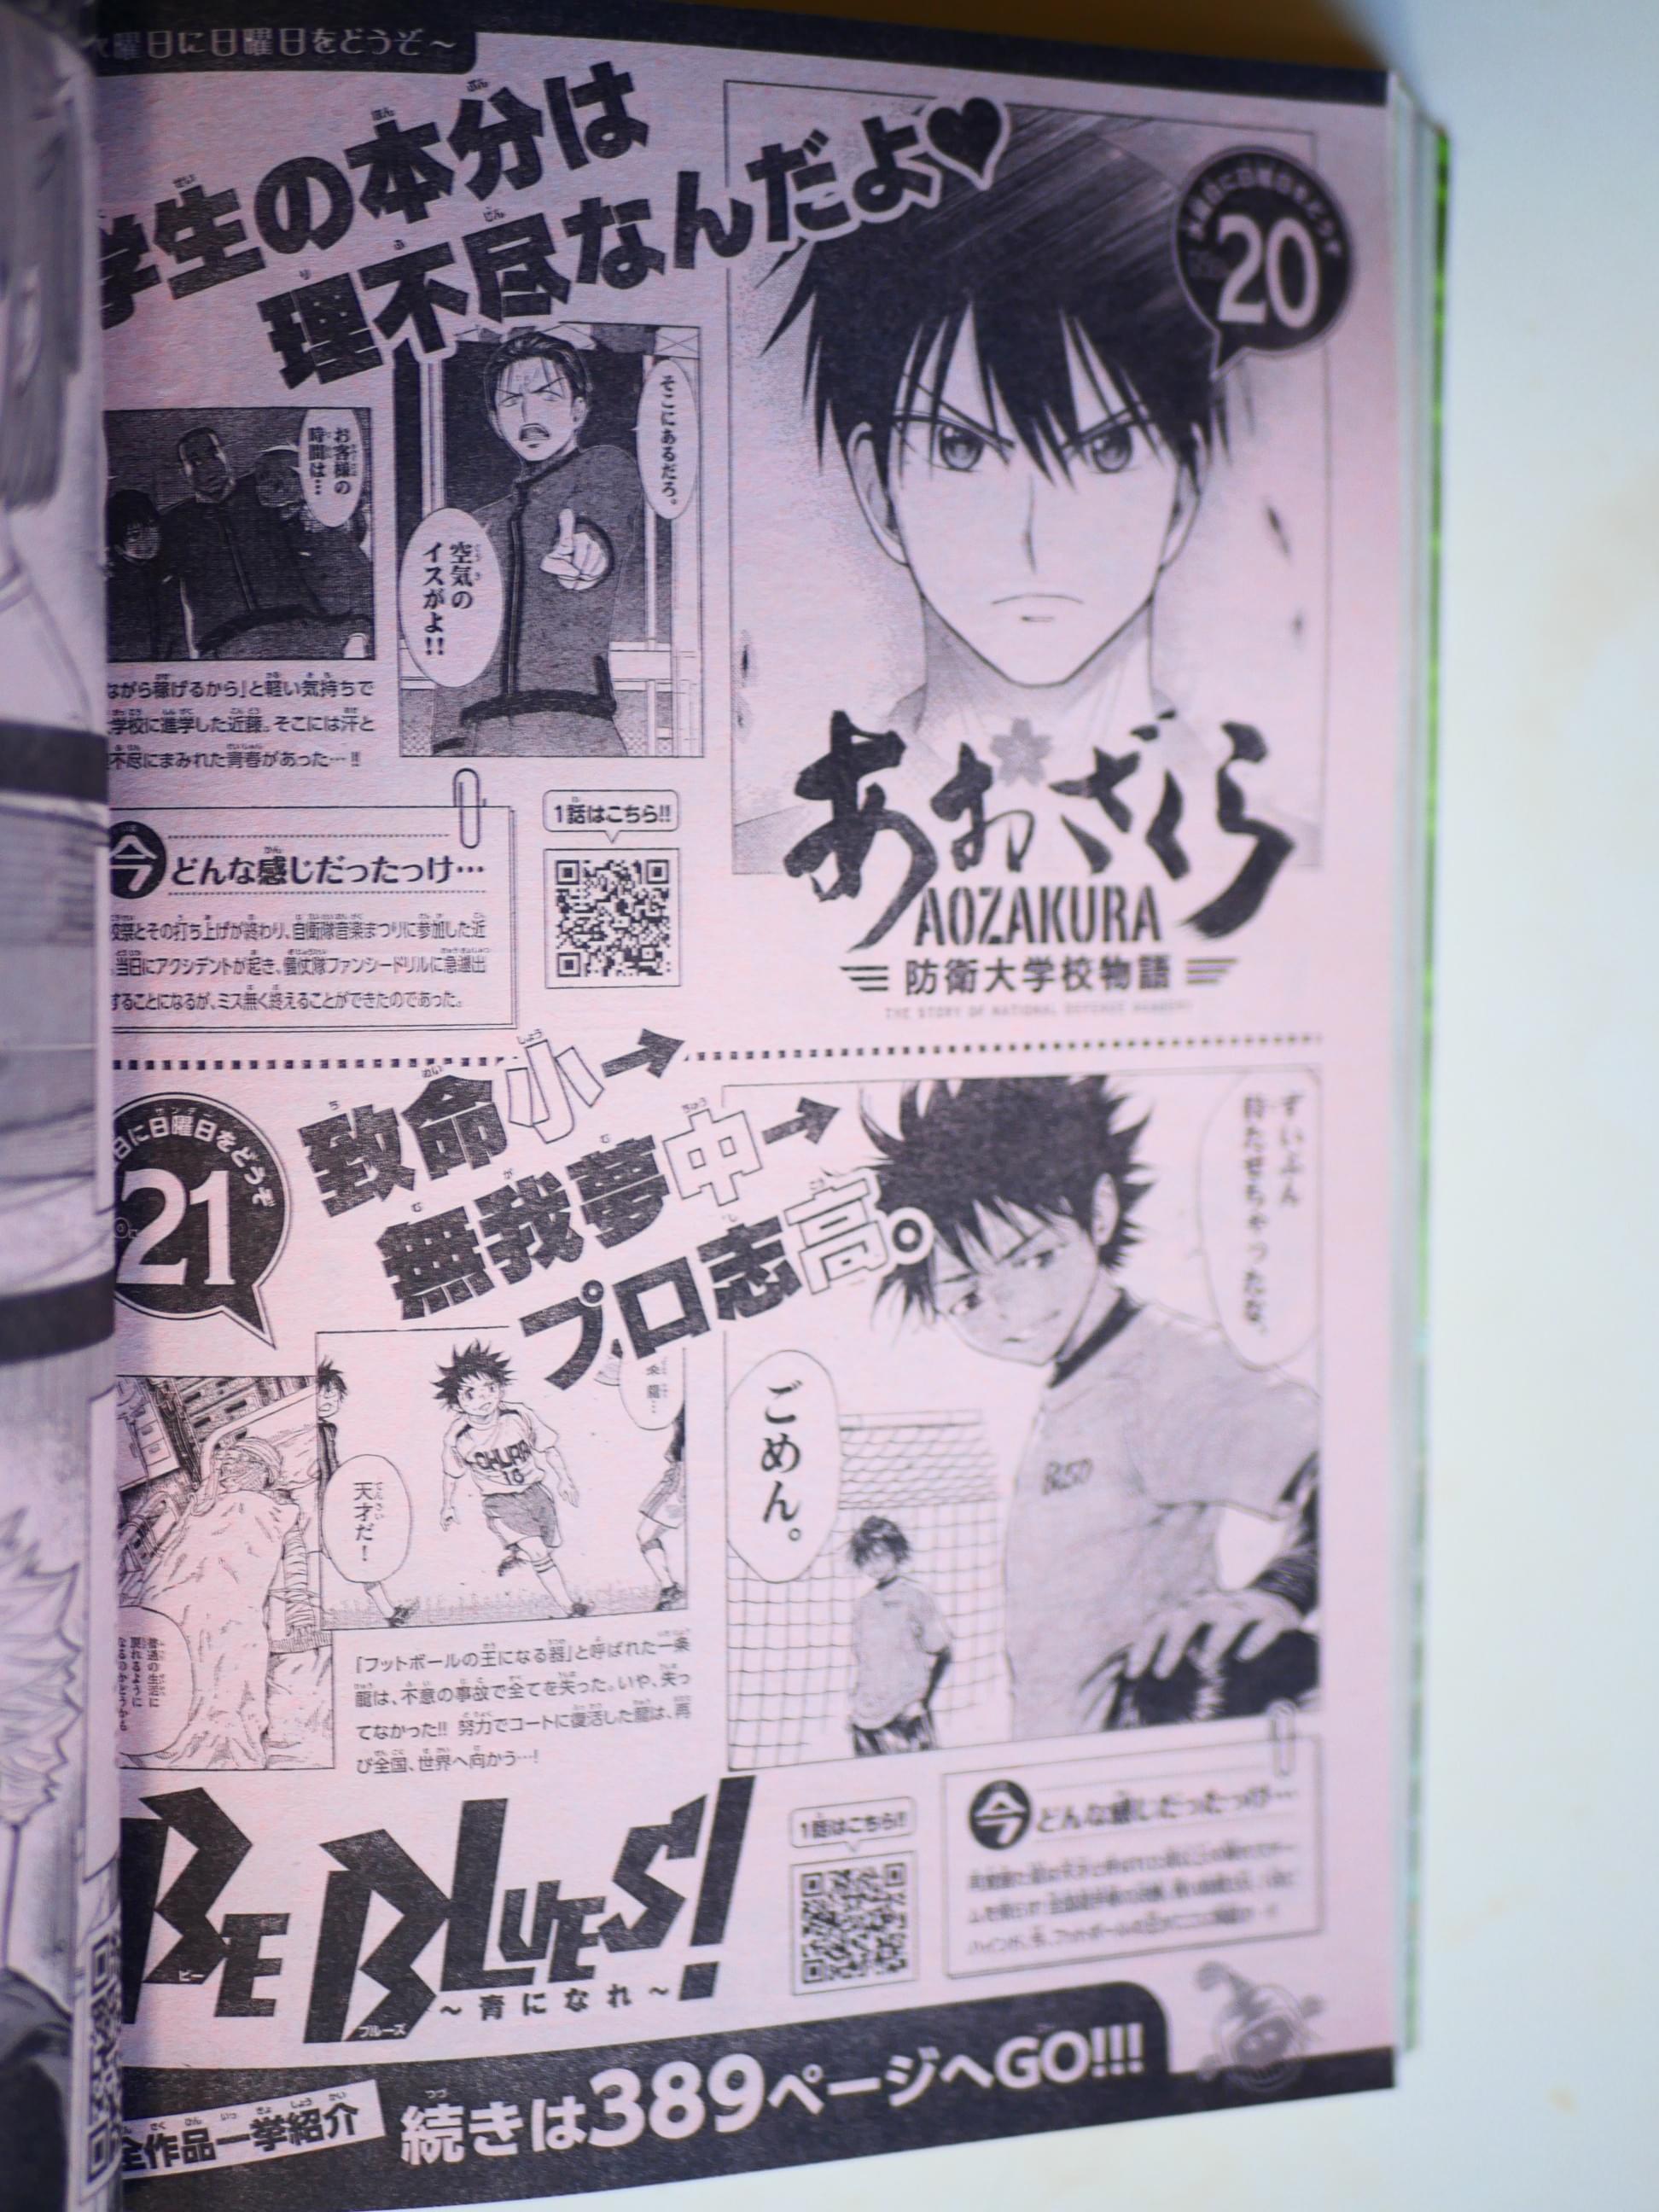 曜日に日曜日をどうぞ～
学生の本分は
理不尽なんだよ♥
20
そこにあるだろ。
空気の
イスがよ!!
お客様の
時間は…
ながら稼げるから」と軽い気持ちで
学校に進学した近藤。そこには汗と
不尽にまみれた青春があった…!!
あおざくら
AOZAKURA
防衛大学校物語
THE STORY OF NATIONAL DEFENSE ACADEMY
1話はこちら!!
今どんな感じだったっけ…
校祭とその打ち上げが終わり、自衛隊音楽まつりに参加した近
当日にアクシデントが起き、儀仗隊ファンシードリルに急遽出
することになるが、ミス無く終えることができたのであった。
日に日曜日をどうぞ
21
致命小→
無我夢中→
プロ志高。
ずいぶん
待たせちゃったな。
ごめん。
BUSTO
OHURA
10
天才だ!
普通の生活に
戻れるように
なるのかどうかも
「フットボールの王になる器」と呼ばれた一条
龍は、不意の事故で全てを失った。いや、失っ
てなかった!! 努力でコートに復活した龍は、再
び全国、世界へ向かう…!
BE BLUES!
ビー
ブルーズ
～青になれ～
1話はこちら!!
今どんな感じだったっけ…
全作品一挙紹介
続きは389ページへGO!!!